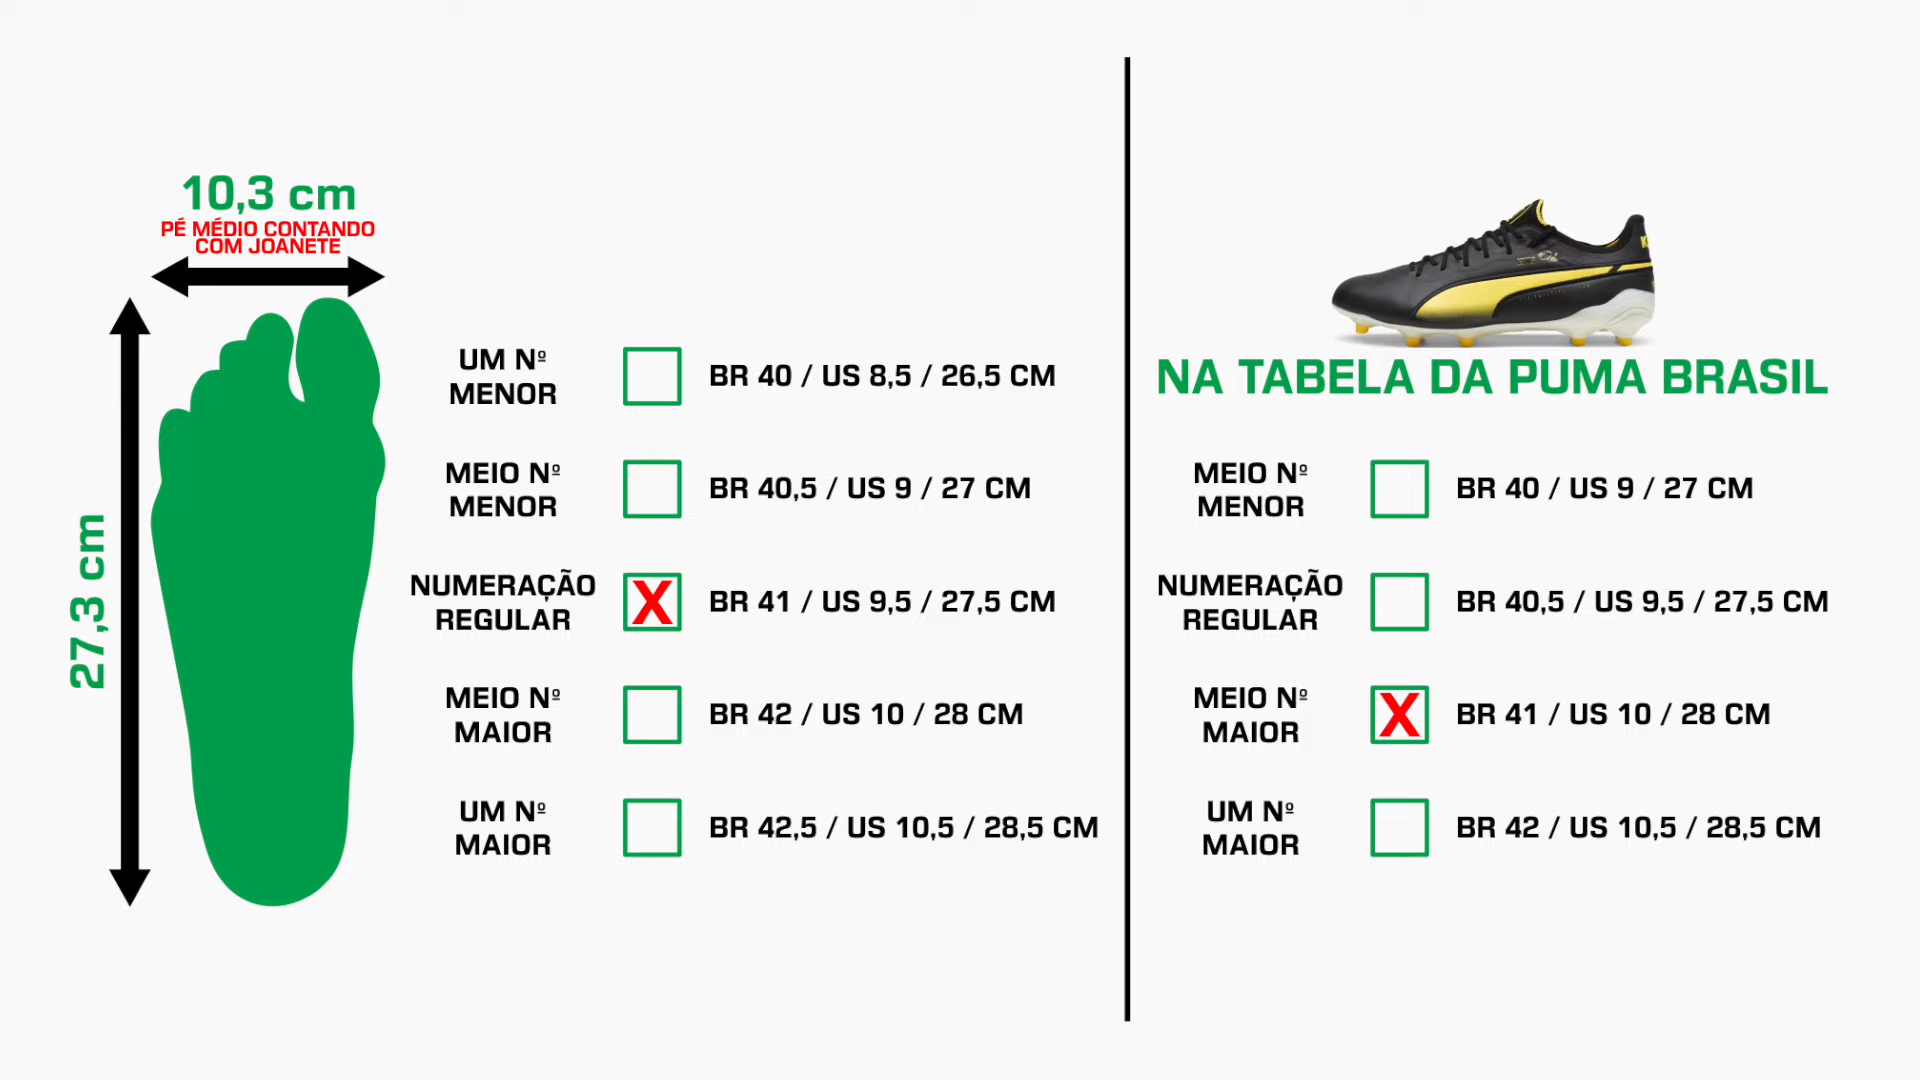 10,3 cm
PÉ MÉDIO CONTANDO
COM JOANETE
27,3 cm
UM Nº
MENOR
BR 40 / US 8,5 / 26,5 CM
MEIO Nº
MENOR
BR 40,5 / US 9 / 27 CM
NUMERAÇÃO
REGULAR
X
BR 41 / US 9,5 / 27,5 CM
MEIO Nº
MAIOR
BR 42 / US 10 / 28 CM
UM Nº
MAIOR
BR 42,5 / US 10,5 / 28,5 CM
NA TABELA DA PUMA BRASIL
MEIO Nº
MENOR
BR 40 / US 9 / 27 CM
NUMERAÇÃO
REGULAR
BR 40,5 / US 9,5 / 27,5 CM
MEIO Nº
MAIOR
X
BR 41 / US 10 / 28 CM
UM Nº
MAIOR
BR 42 / US 10,5 / 28,5 CM